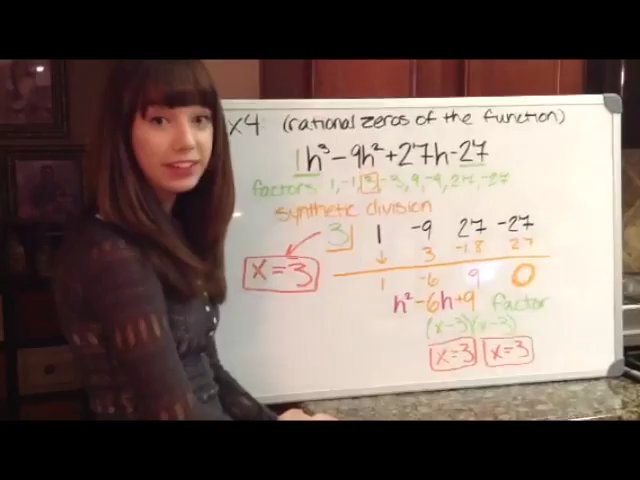 x4 (rational zeros of the function)
1h³-9h²+27h-27
factors 1,-1,3,-3,9,-9,27,-27
synthetic division
3 1 -9 27 -27
3 -18 27
x=3
1 -6 9 0
h²-6h+9 factor
(x-3)(x-3)
x=3 x=3